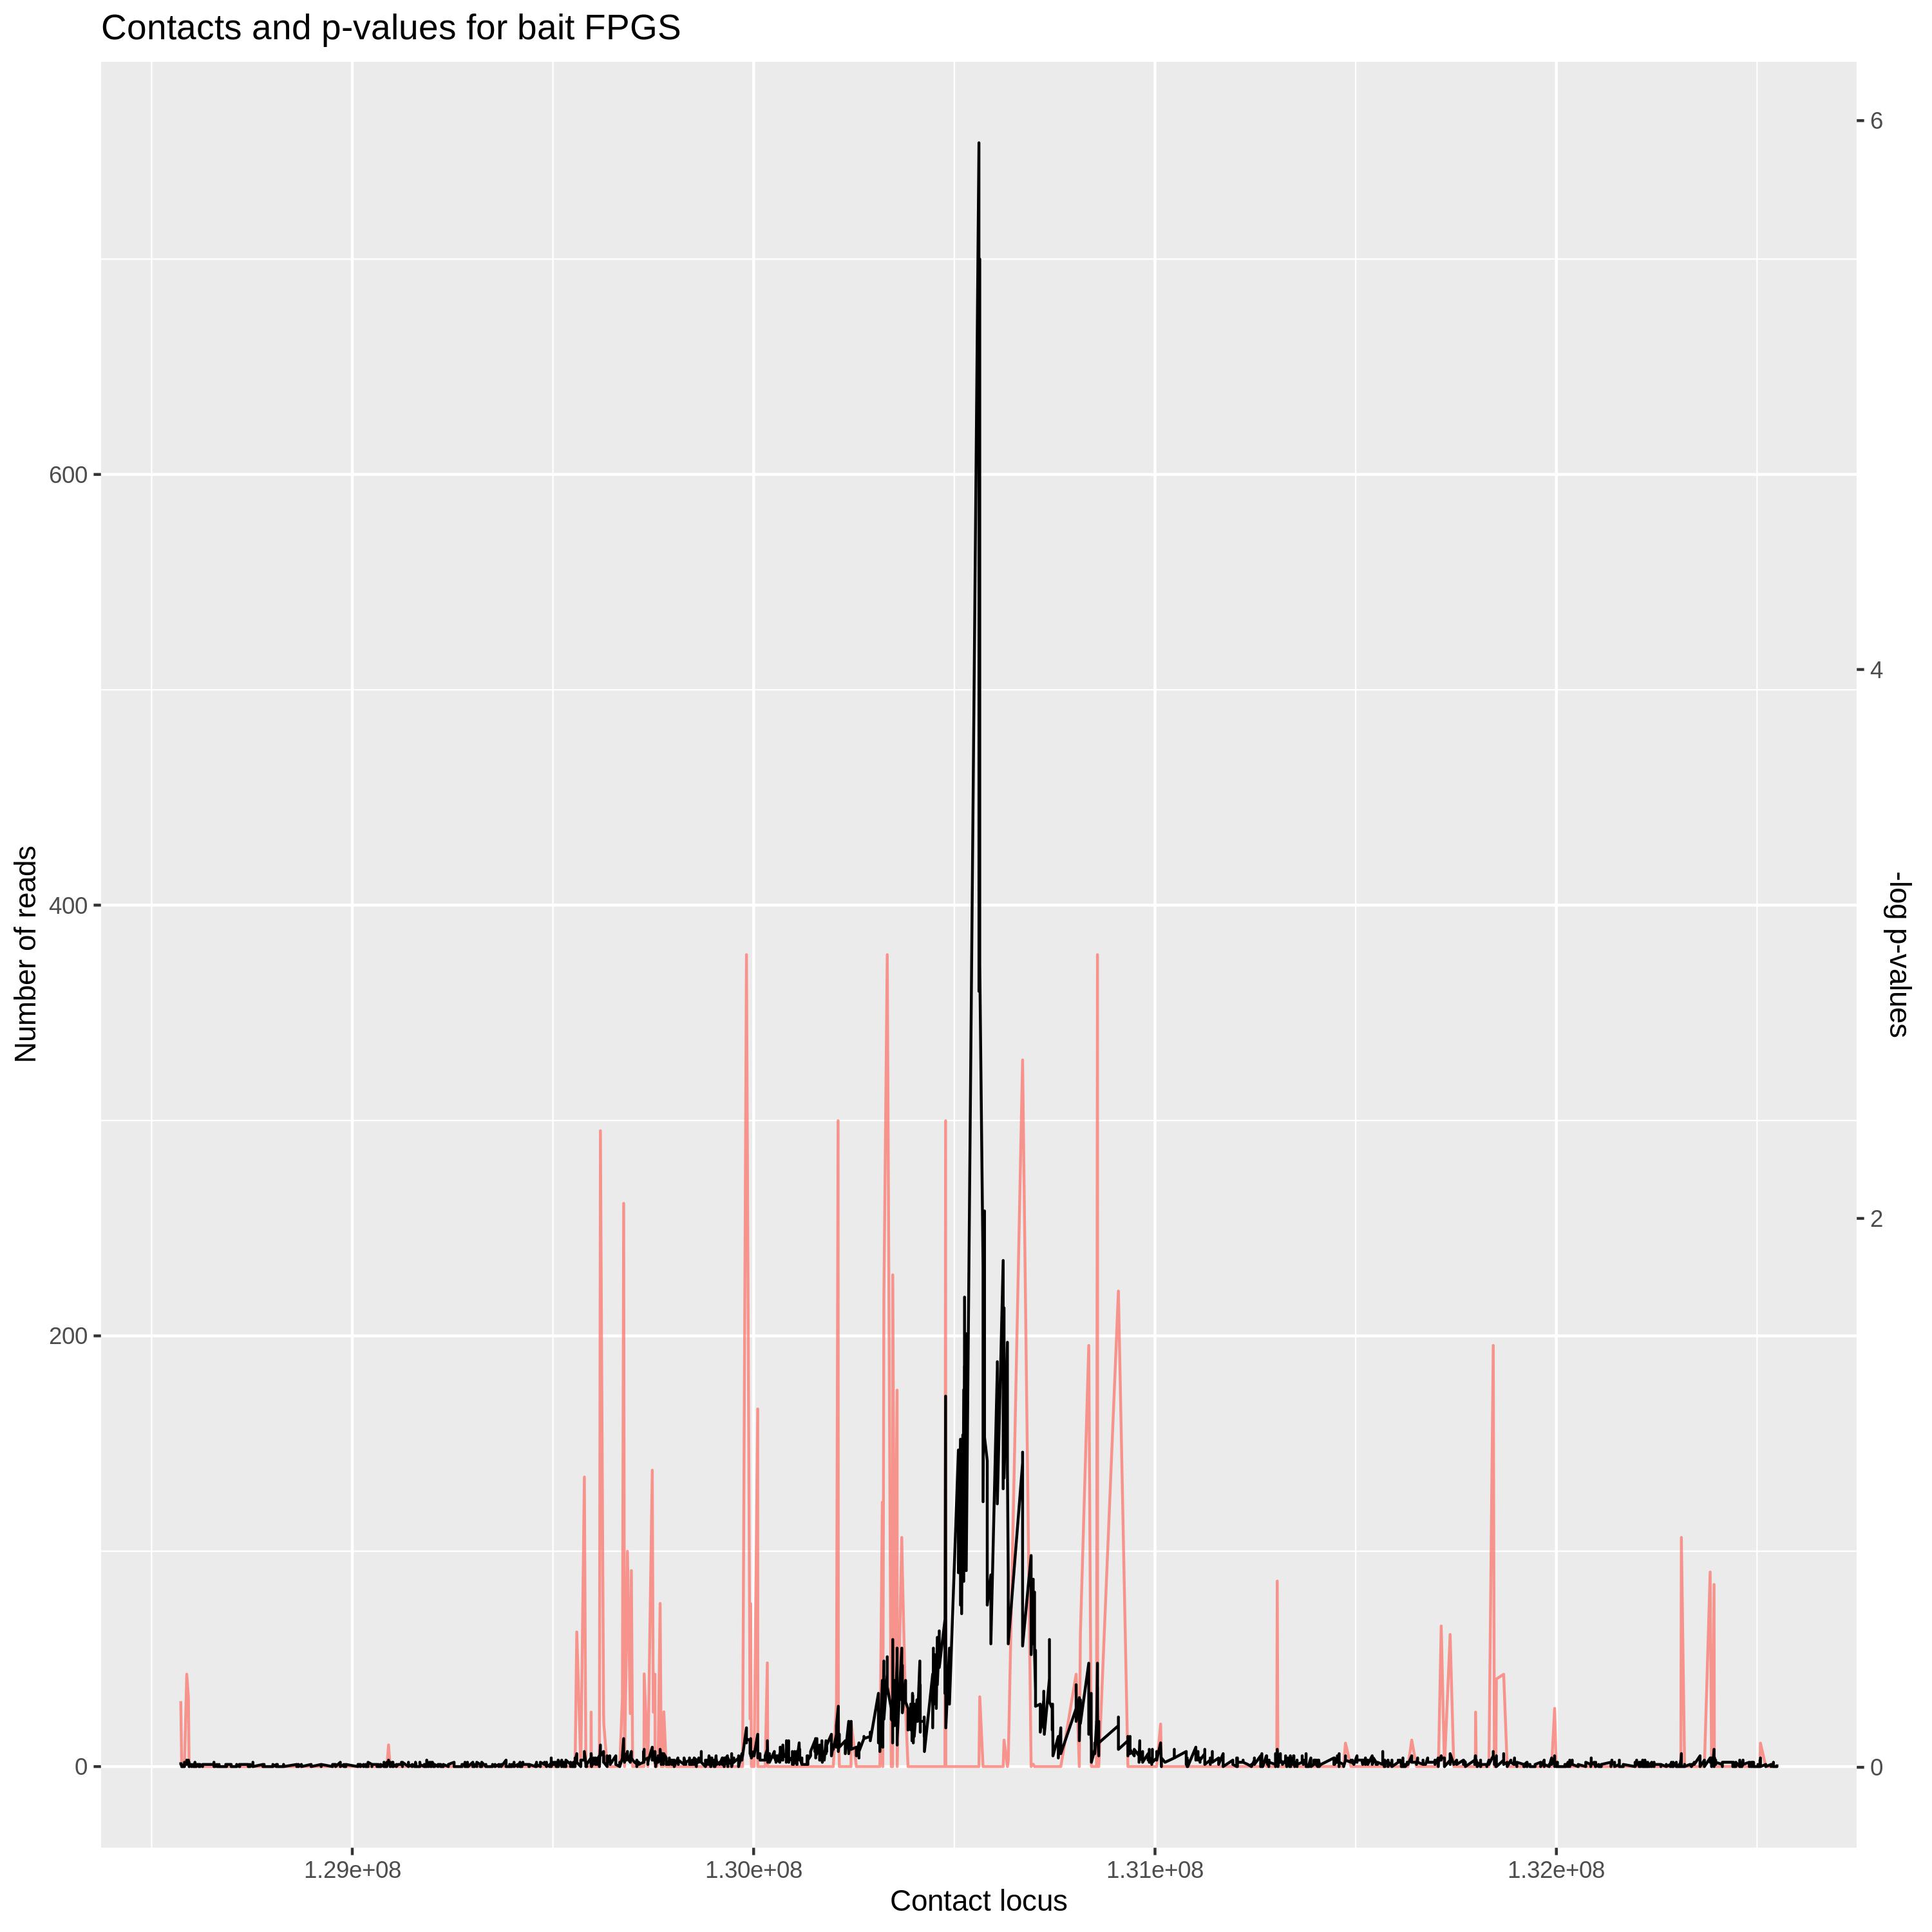 Contacts and p-values for bait FPGS
Number of reads
600
400
200
0
6
4
2
0
-log p-values
1.29e+08
1.30e+08
1.31e+08
1.32e+08
Contact locus